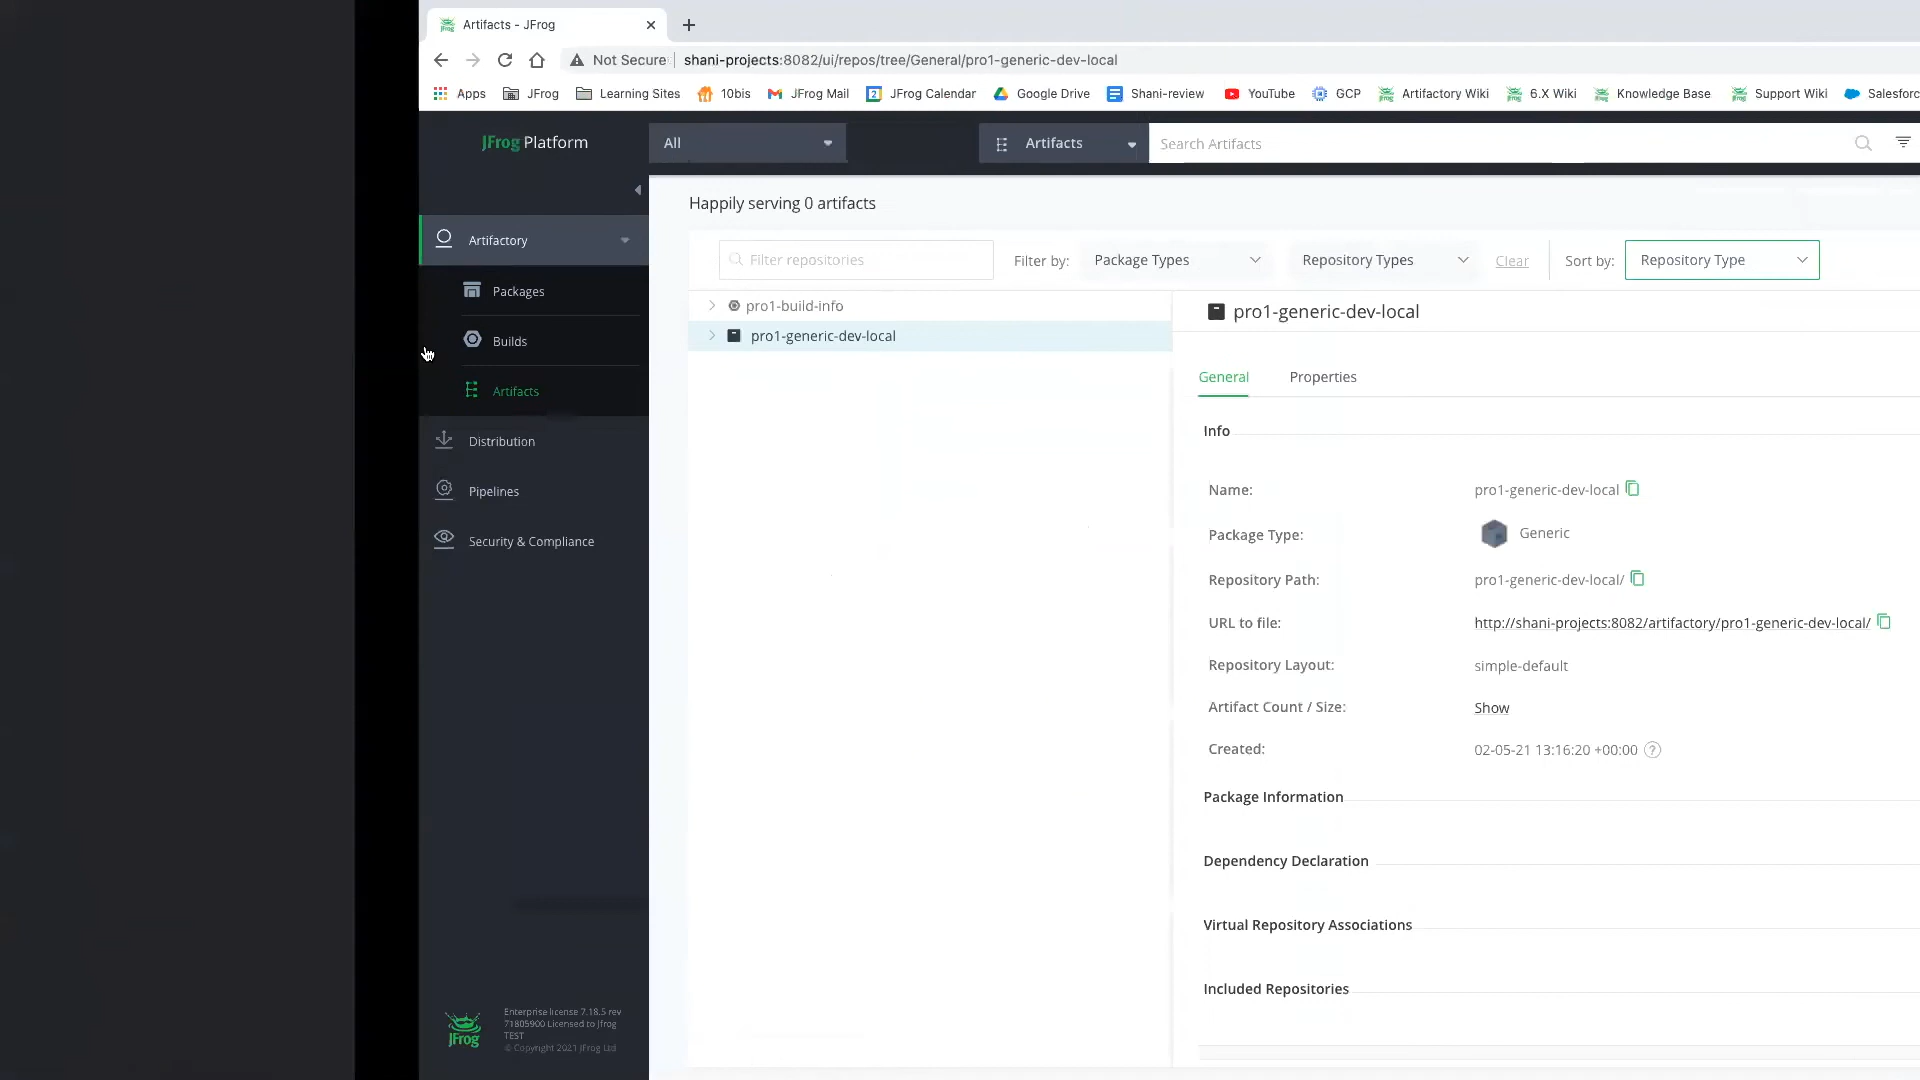 Artifacts - JFrog
Not Secure shani-projects:8082/ui/repos/tree/General/pro1-generic-dev-local
Apps JFrog Learning Sites 10bis JFrog Mail JFrog Calendar Google Drive Shani-review YouTube GCP Artifactory Wiki 6.X Wiki Knowledge Base Support Wiki Salesforc
JFrog Platform
All
Artifacts
Search Artifacts
Happily serving 0 artifacts
Artifactory
Packages
Builds
Artifacts
Distribution
Pipelines
Security & Compliance
Filter repositories
Filter by: Package Types Repository Types Clear Sort by: Repository Type
pro1-build-info
pro1-generic-dev-local
pro1-generic-dev-local
General Properties
Info
Name: pro1-generic-dev-local
Package Type: Generic
Repository Path: pro1-generic-dev-local/
URL to file: http://shani-projects:8082/artifactory/pro1-generic-dev-local/
Repository Layout: simple-default
Artifact Count / Size: Show
Created: 02-05-21 13:16:20 +00:00
Package Information
Dependency Declaration
Virtual Repository Associations
Included Repositories
JFrog
Enterprise license 7.18.5 rev
71805900 Licensed to Jfrog
TEST
© Copyright 2021 JFrog Ltd